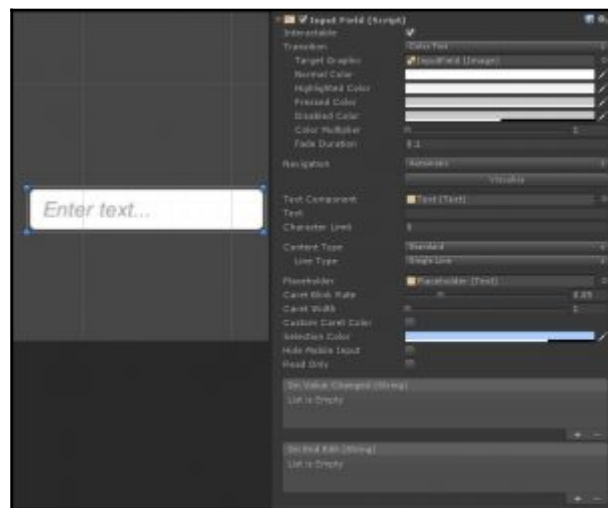 Enter text...
Input Field (Script)
Interactable
Transition
Color Tint
Target Graphic
InputField (Image)
Normal Color
Highlighted Color
Pressed Color
Disabled Color
Color Multiplier
1
Fade Duration
0.1
Navigation
Automatic
Visualize
Text Component
Text (Text)
Text
Character Limit
0
Content Type
Standard
Line Type
Single Line
Placeholder
Placeholder (Text)
Caret Blink Rate
0.85
Caret Width
1
Custom Caret Color
Selection Color
Hide Mobile Input
Read Only
On Value Changed (String)
List is Empty
On End Edit (String)
List is Empty